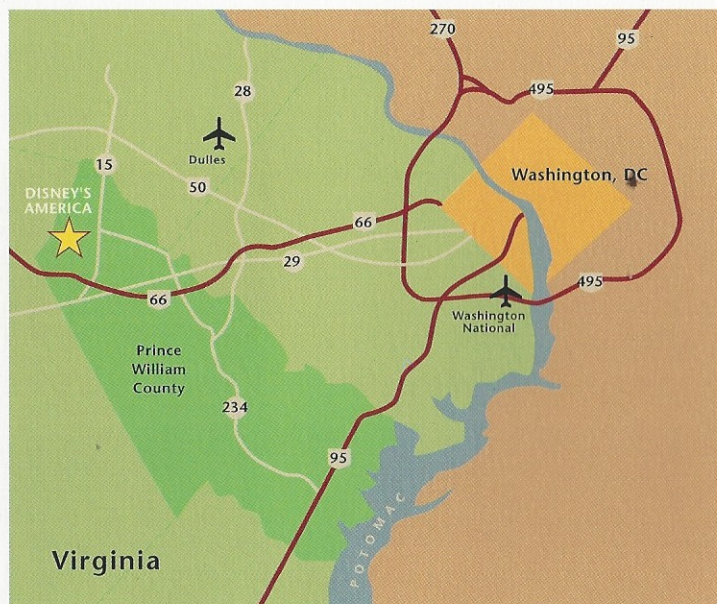 270
95
28
495
Dulles
15
50
Washington, DC
DISNEY'S
AMERICA
66
29
495
66
Washington
National
Prince
William
County
234
95
POTOMAC
Virginia